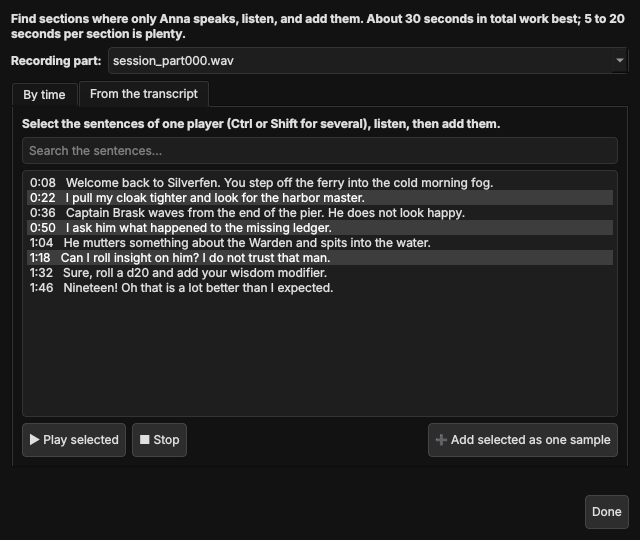 Find sections where only Anna speaks, listen, and add them. About 30 seconds in total work best; 5 to 20
seconds per section is plenty.
Recording part: session_part000.wav
By time From the transcript
Select the sentences of one player (Ctrl or Shift for several), listen, then add them.
Search the sentences...
0:08 Welcome back to Silverfen. You step off the ferry into the cold morning fog.
0:22 I pull my cloak tighter and look for the harbor master.
0:36 Captain Brask waves from the end of the pier. He does not look happy.
0:50 I ask him what happened to the missing ledger.
1:04 He mutters something about the Warden and spits into the water.
1:18 Can I roll insight on him? I do not trust that man.
1:32 Sure, roll a d20 and add your wisdom modifier.
1:46 Nineteen! Oh that is a lot better than I expected.
Play selected Stop Add selected as one sample
Done